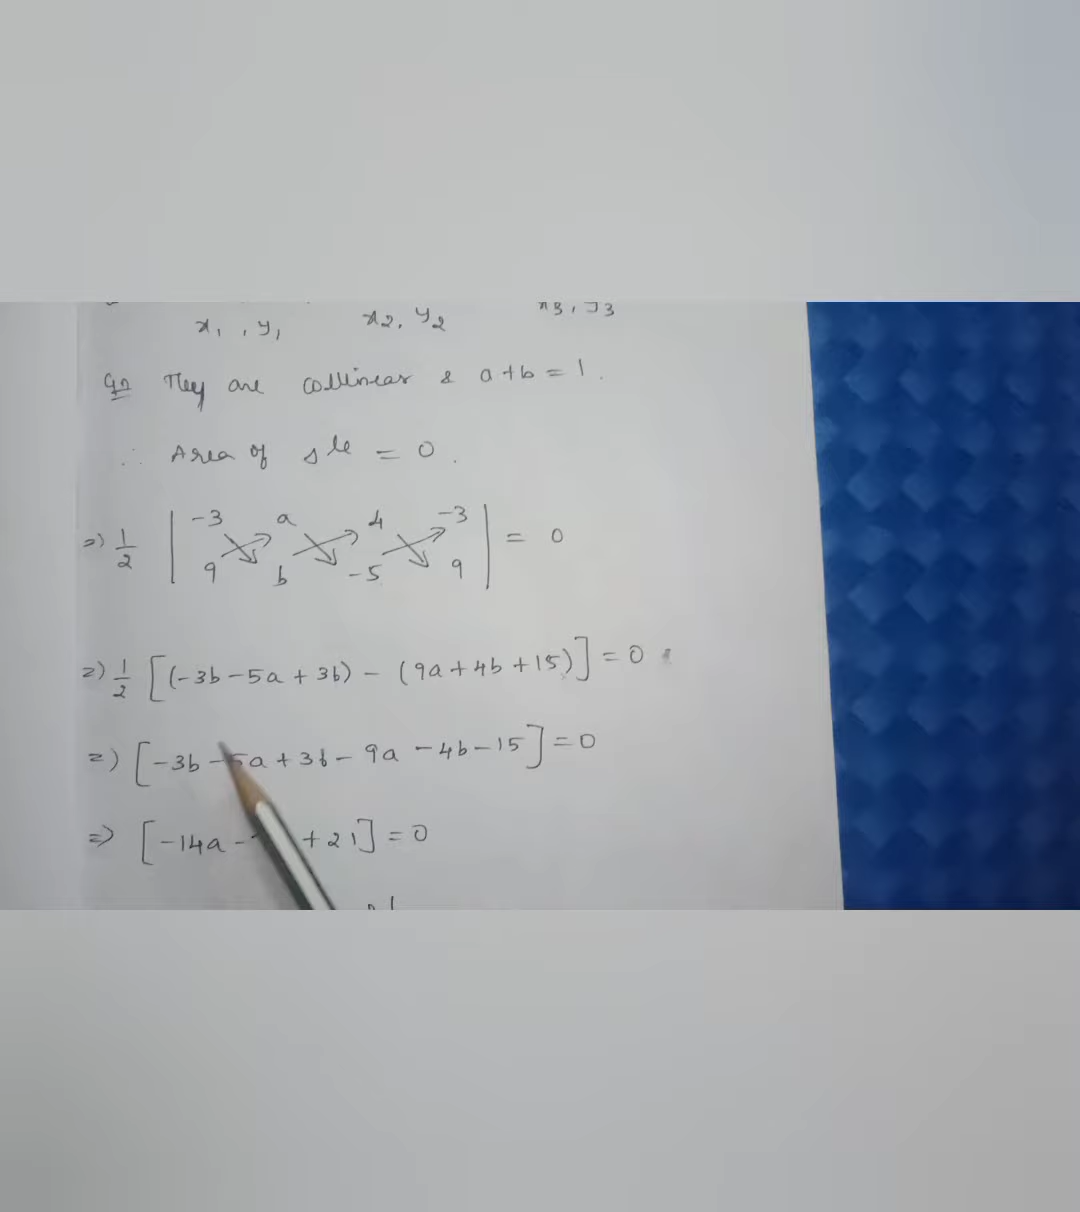 x1, y1 x2, y2 x3, y3
Gn They are collinear & a+b=1.
∴ Area of Δle = 0.
=) 1/2 | -3 a 4 -3 | = 0
9 b -5 9
=) 1/2 [(-3b-5a+3b) - (9a+4b+15)] = 0
=) [-3b-5a+3b-9a-4b-15] = 0
=> [-14a- +21] = 0